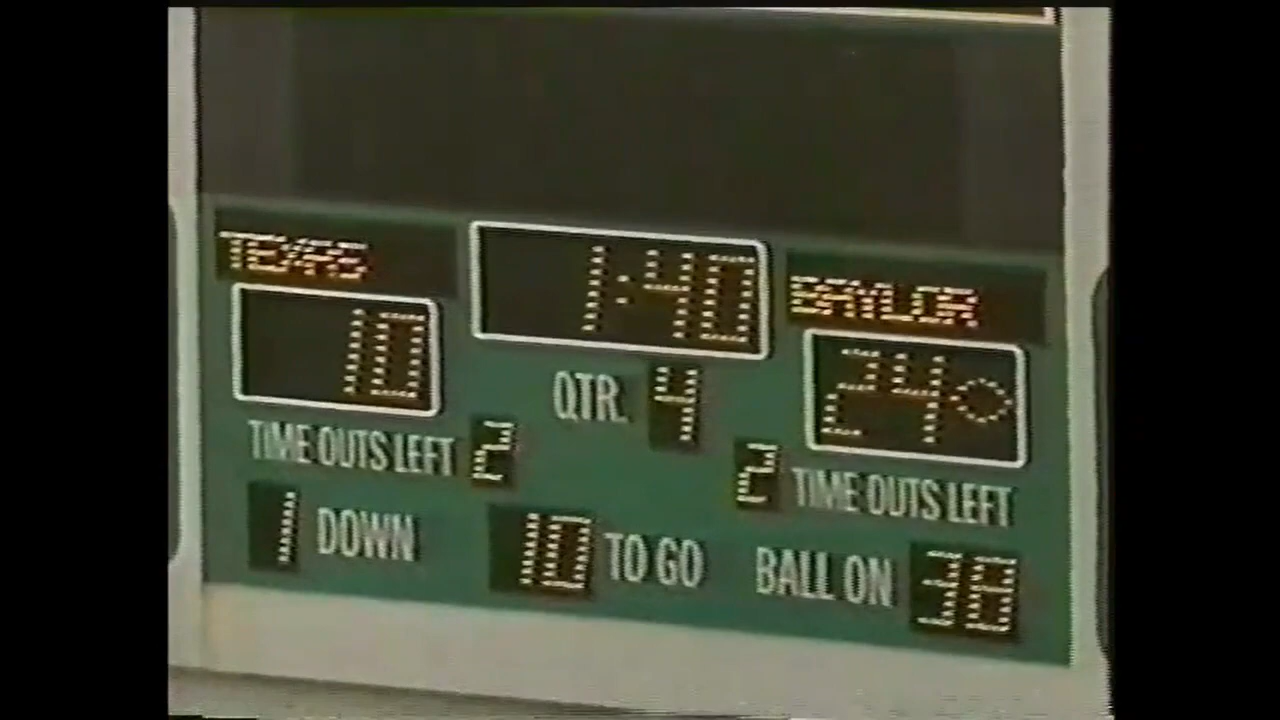 TEXAS 1:40 BAYLOR
10 24
QTR. 4
TIME OUTS LEFT 2 2 TIME OUTS LEFT
1 DOWN 10 TO GO BALL ON 38